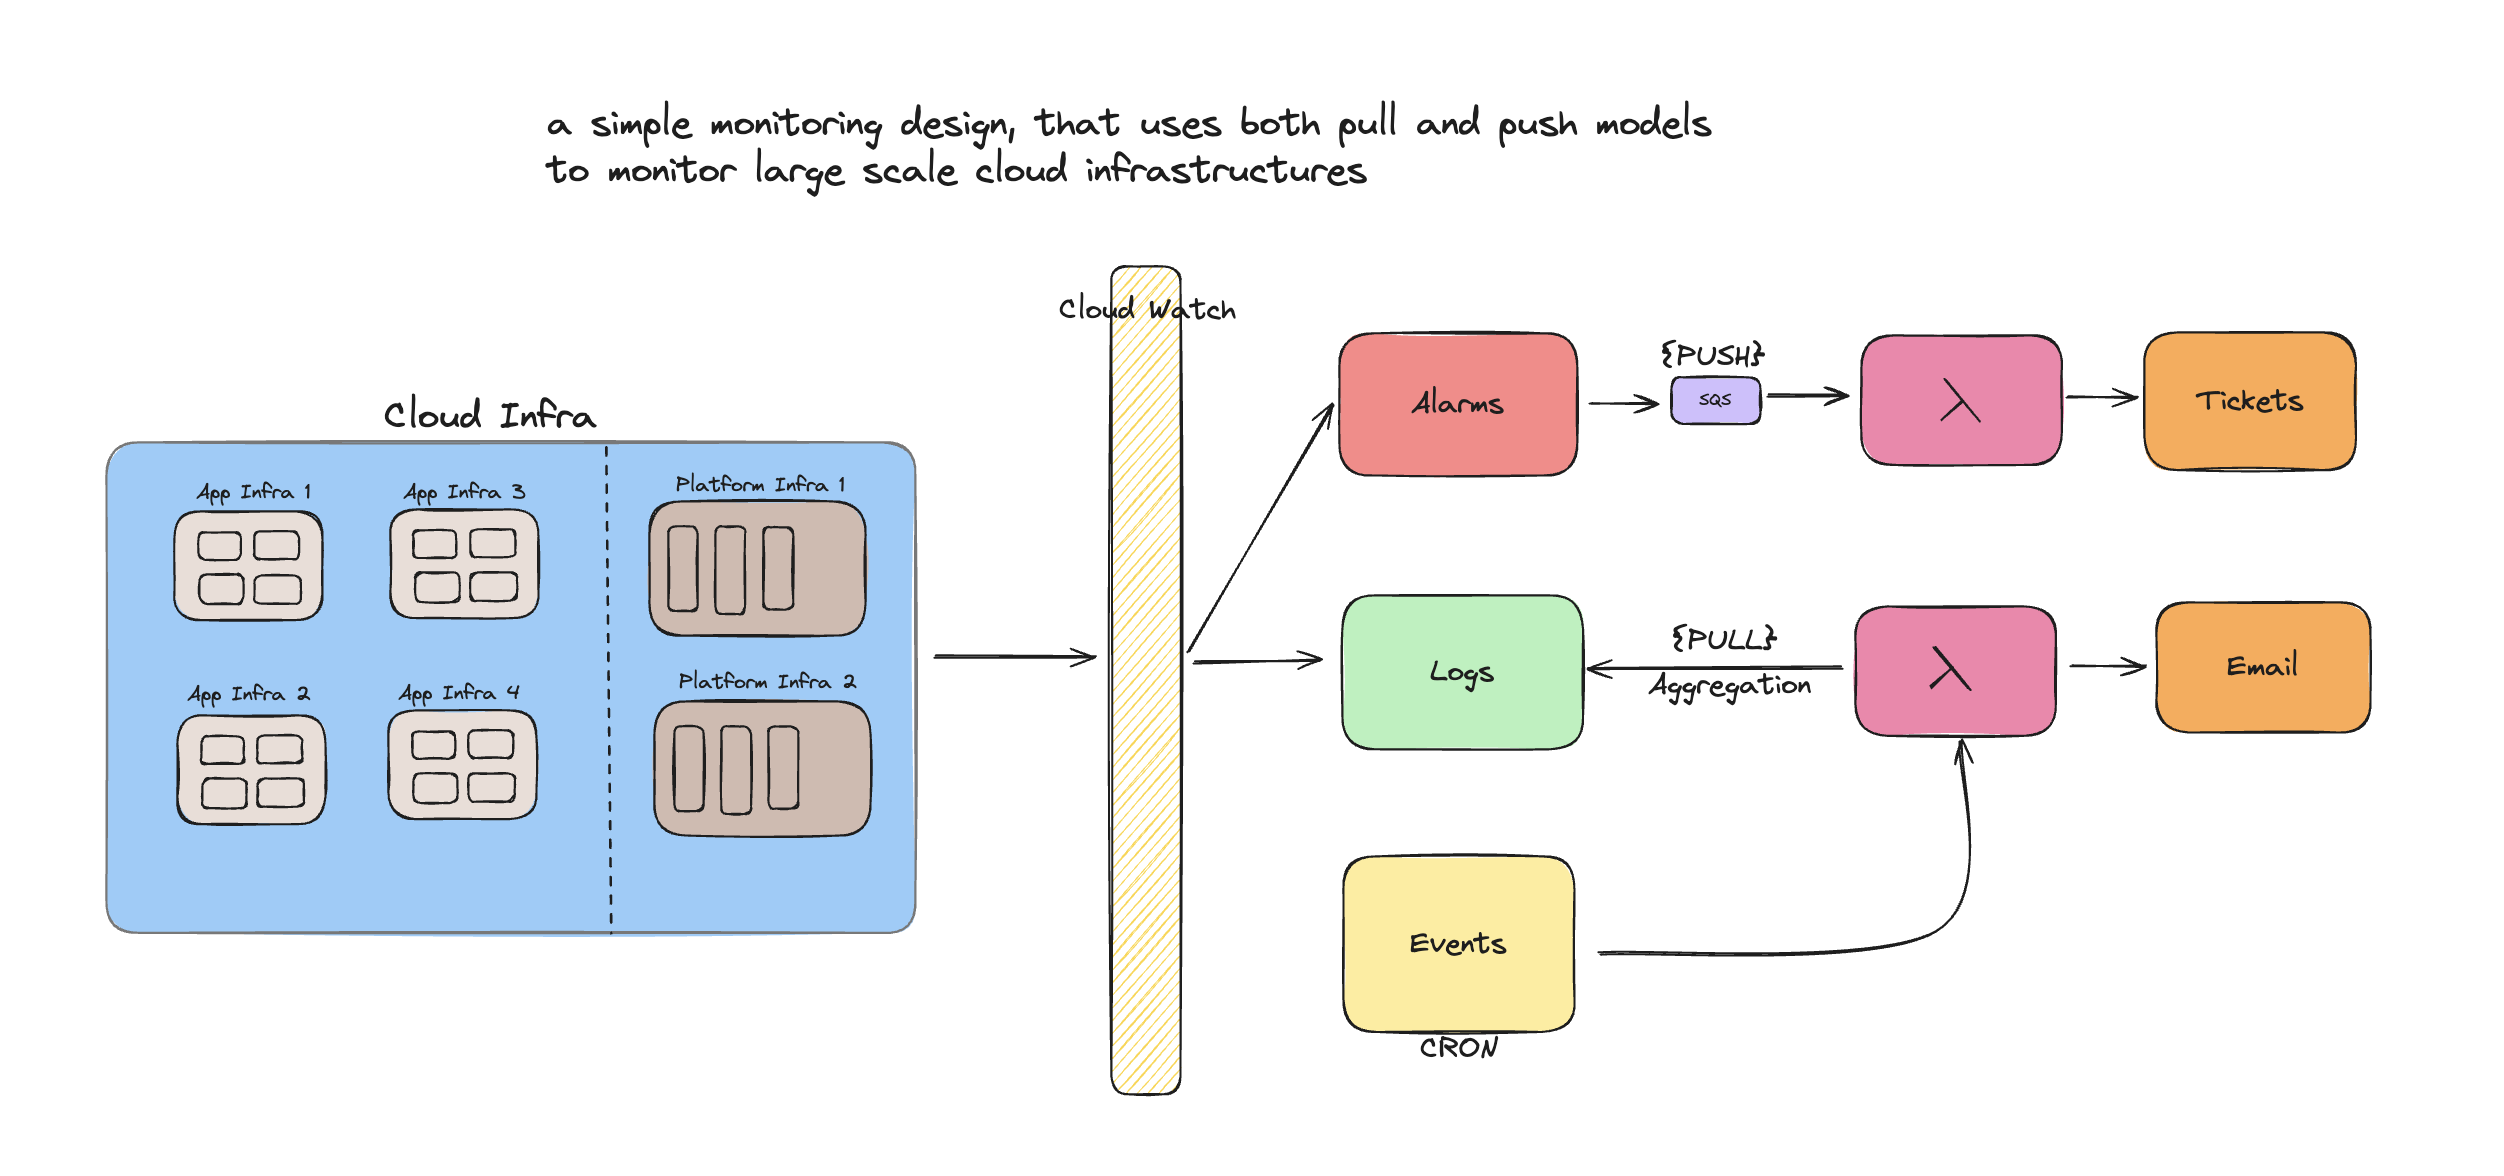 a simple monitoring design, that uses both pull and push models
to monitor large scale cloud infrastructures
Cloud Infra
App Infra 1
App Infra 3
Platform Infra 1
App Infra 2
App Infra 4
Platform Infra 2
Cloud Watch
Alarms
{PUSH}
SQS
λ
Tickets
Logs
{PULL}
Aggregation
λ
Email
Events
CRON